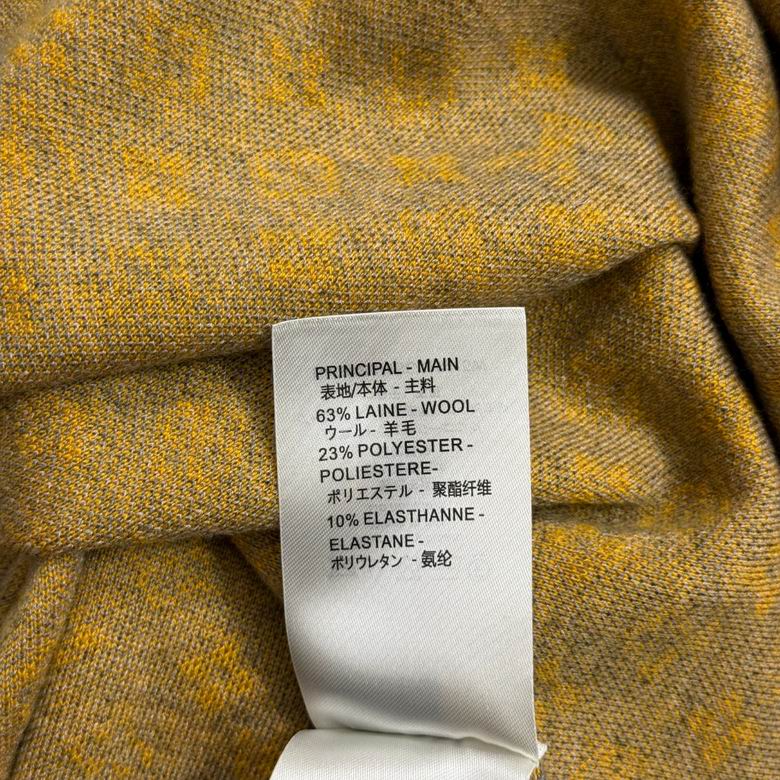 PRINCIPAL - MAIN
表地/本体 - 主料
63% LAINE - WOOL
ウール - 羊毛
23% POLYESTER -
POLIESTERE-
ポリエステル - 聚酯纤维
10% ELASTHANNE -
ELASTANE -
ポリウレタン - 氨纶